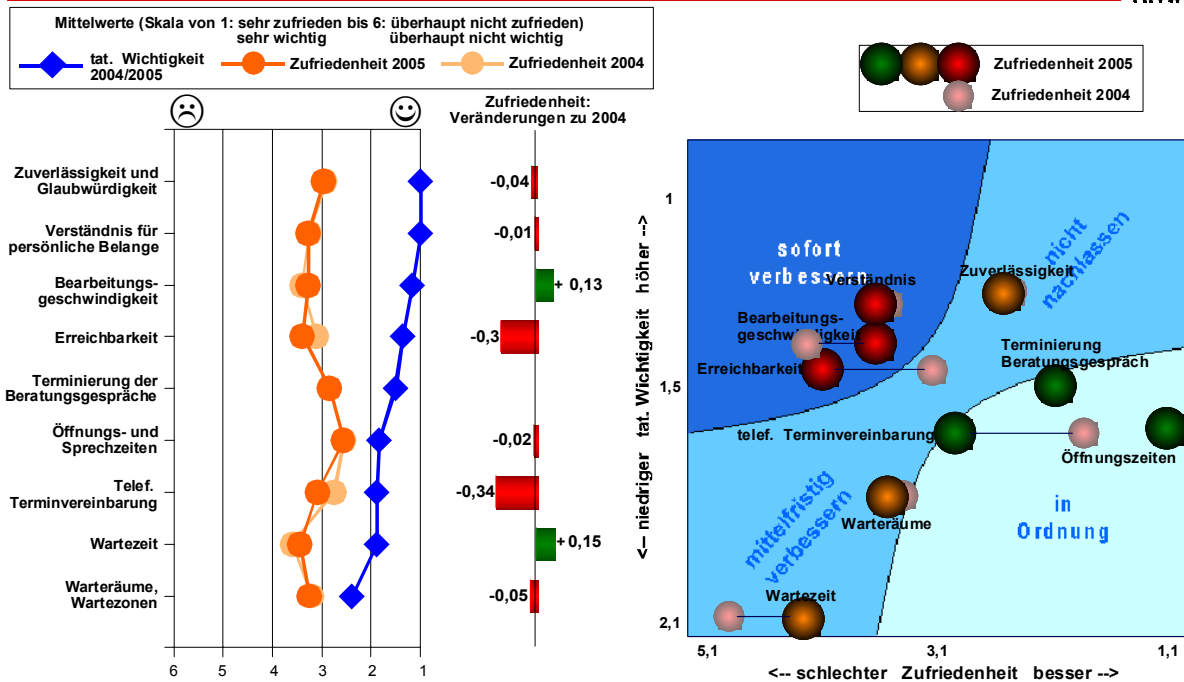 Mittelwerte (Skala von 1: sehr zufrieden bis 6: überhaupt nicht zufrieden)
sehr wichtig überhaupt nicht wichtig
tat. Wichtigkeit
2004/2005
Zufriedenheit 2005
Zufriedenheit 2004
Zufriedenheit:
Veränderungen zu 2004
Zuverlässigkeit und
Glaubwürdigkeit
-0,04
Verständnis für
persönliche Belange
-0,01
Bearbeitungs-
geschwindigkeit
+ 0,13
Erreichbarkeit
-0,3
Terminierung der
Beratungsgespräche
Öffnungs- und
Sprechzeiten
-0,02
Telef.
Terminvereinbarung
-0,34
Wartezeit
+ 0,15
Warteräume,
Wartezonen
-0,05
6 5 4 3 2 1
Zufriedenheit 2005
Zufriedenheit 2004
<-- niedriger tat. Wichtigkeit höher -->
1
1,5
2,1
sofort
verbessern
nicht
nachlassen
Verständnis
Zuverlässigkeit
Bearbeitungs-
geschwindigkeit
Erreichbarkeit
Terminierung
Beratungsgespräch
telef. Terminvereinbarung
Öffnungszeiten
mittelfristig
verbessern
Warteräume
in
Ordnung
Wartezeit
5,1 3,1 1,1
<-- schlechter Zufriedenheit besser -->